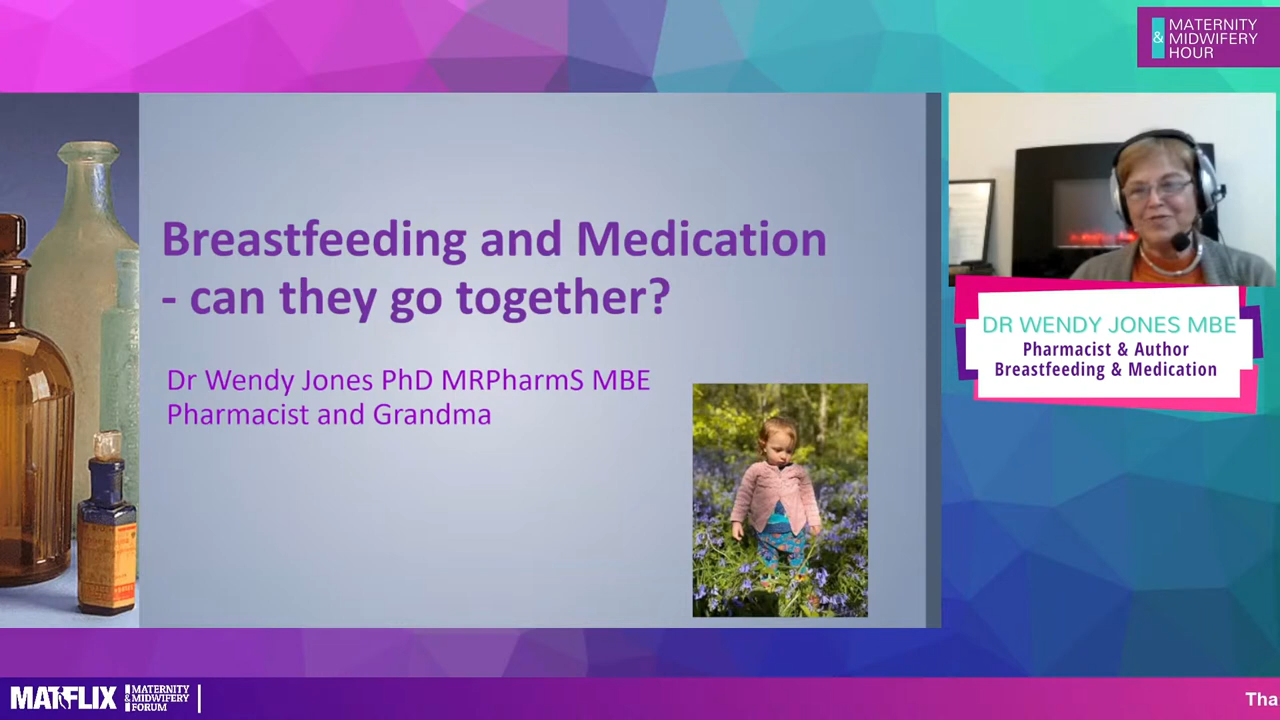 MATERNITY
& MIDWIFERY
HOUR
Breastfeeding and Medication
- can they go together?
Dr Wendy Jones PhD MRPharmS MBE
Pharmacist and Grandma
DR WENDY JONES MBE
Pharmacist & Author
Breastfeeding & Medication
MATFLIX
MATERNITY
& MIDWIFERY
FORUM
Tha